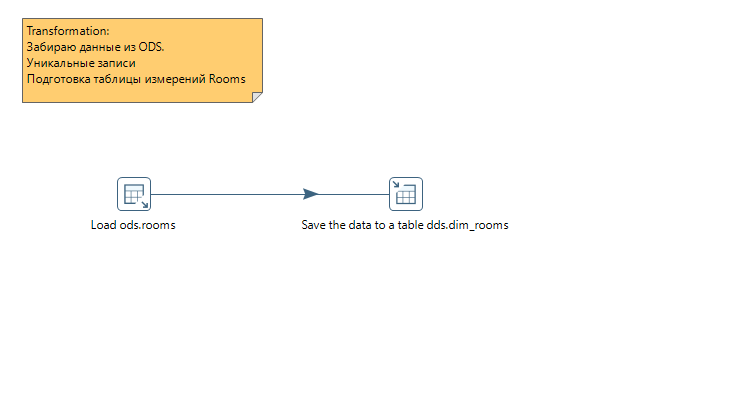 Transformation:
Забираю данные из ODS.
Уникальные записи
Подготовка таблицы измерений Rooms
Load ods.rooms
Save the data to a table dds.dim_rooms